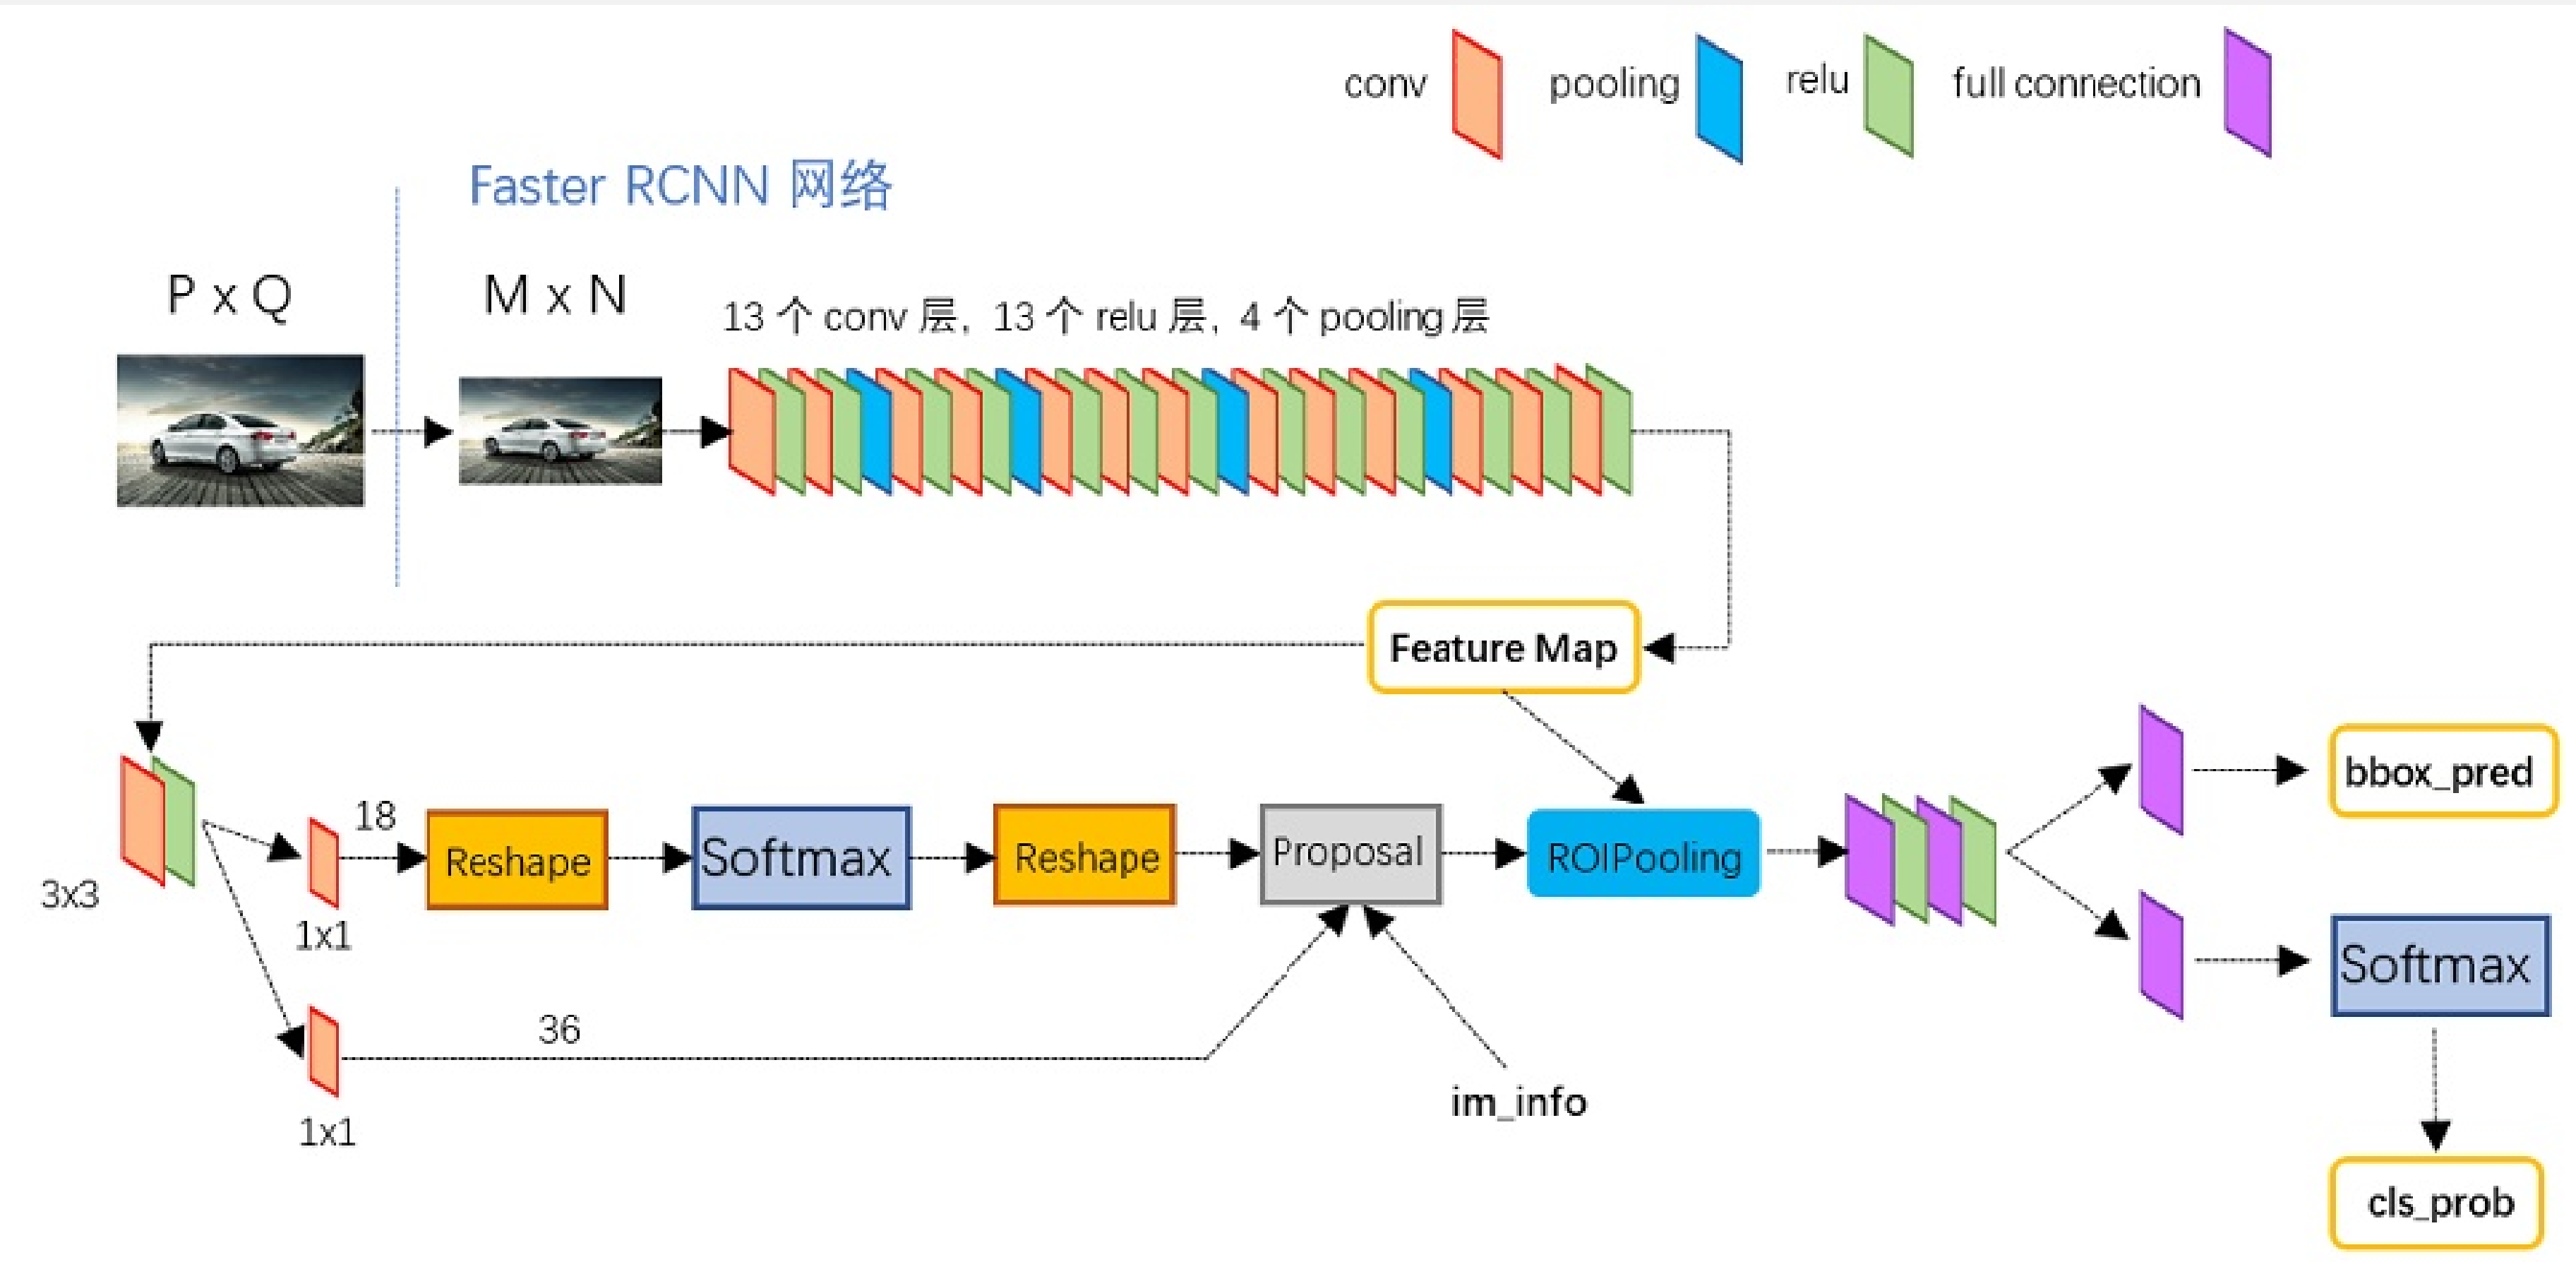 conv
pooling
relu
full connection
Faster RCNN 网络
P x Q
M x N
13 个 conv 层, 13 个 relu 层, 4 个 pooling 层
Feature Map
3x3
1x1
18
Reshape
Softmax
Reshape
Proposal
ROIPooling
bbox_pred
1x1
36
im_info
Softmax
cls_prob